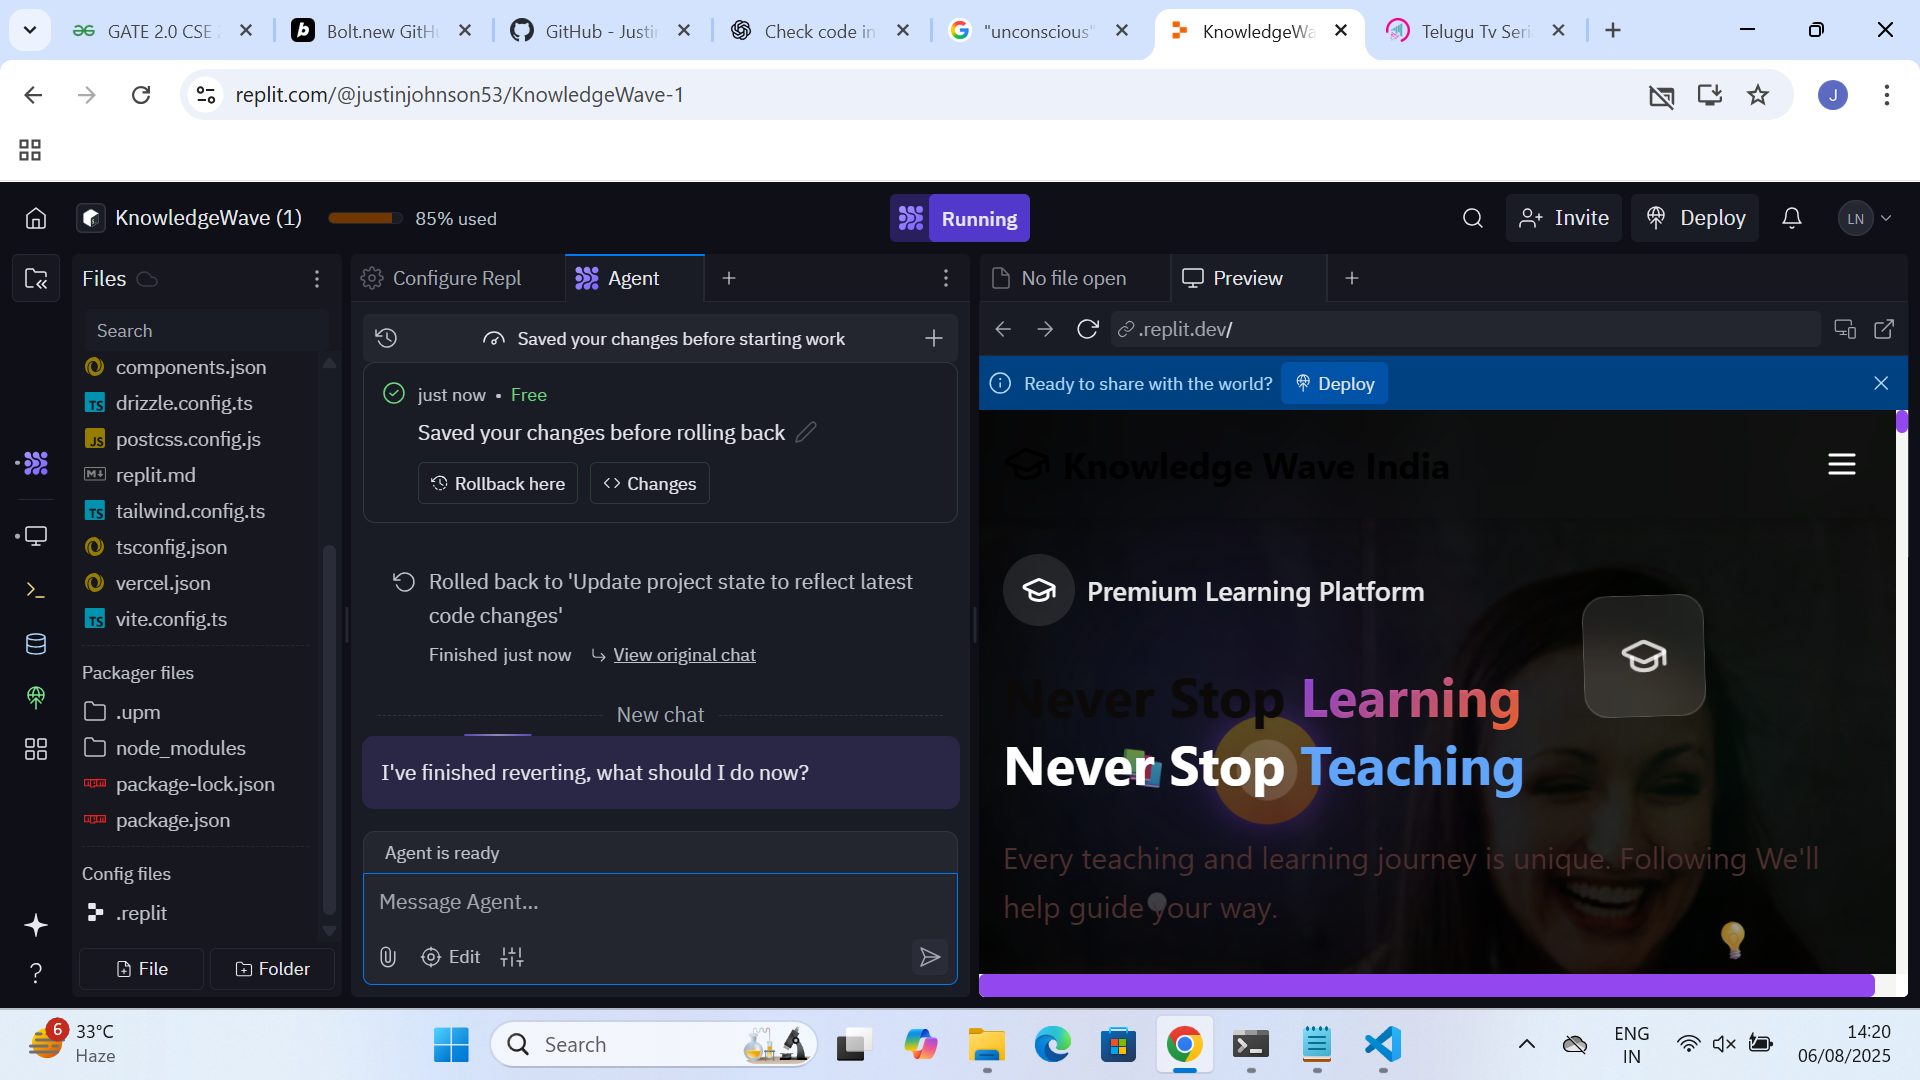 GATE 2.0 CSE 2
Bolt.new GitHu
GitHub - Justin
Check code in
"unconscious"
KnowledgeWa
Telugu Tv Seri
replit.com/@justinjohnson53/KnowledgeWave-1
J
KnowledgeWave (1)
85% used
Running
Invite
Deploy
LN
Files
Configure Repl
Agent
No file open
Preview
Search
Saved your changes before starting work
.replit.dev/
components.json
drizzle.config.ts
postcss.config.js
replit.md
tailwind.config.ts
tsconfig.json
vercel.json
vite.config.ts
Packager files
.upm
node_modules
package-lock.json
package.json
Config files
.replit
File
Folder
just now • Free
Saved your changes before rolling back
Rollback here
Changes
Rolled back to 'Update project state to reflect latest
code changes'
Finished just now
View original chat
New chat
I've finished reverting, what should I do now?
Agent is ready
Message Agent...
Edit
Ready to share with the world?
Deploy
Knowledge Wave India
Premium Learning Platform
Never Stop Learning
Never Stop Teaching
Every teaching and learning journey is unique. Following We'll
help guide your way.
6
33°C
Haze
Search
ENG
IN
14:20
06/08/2025